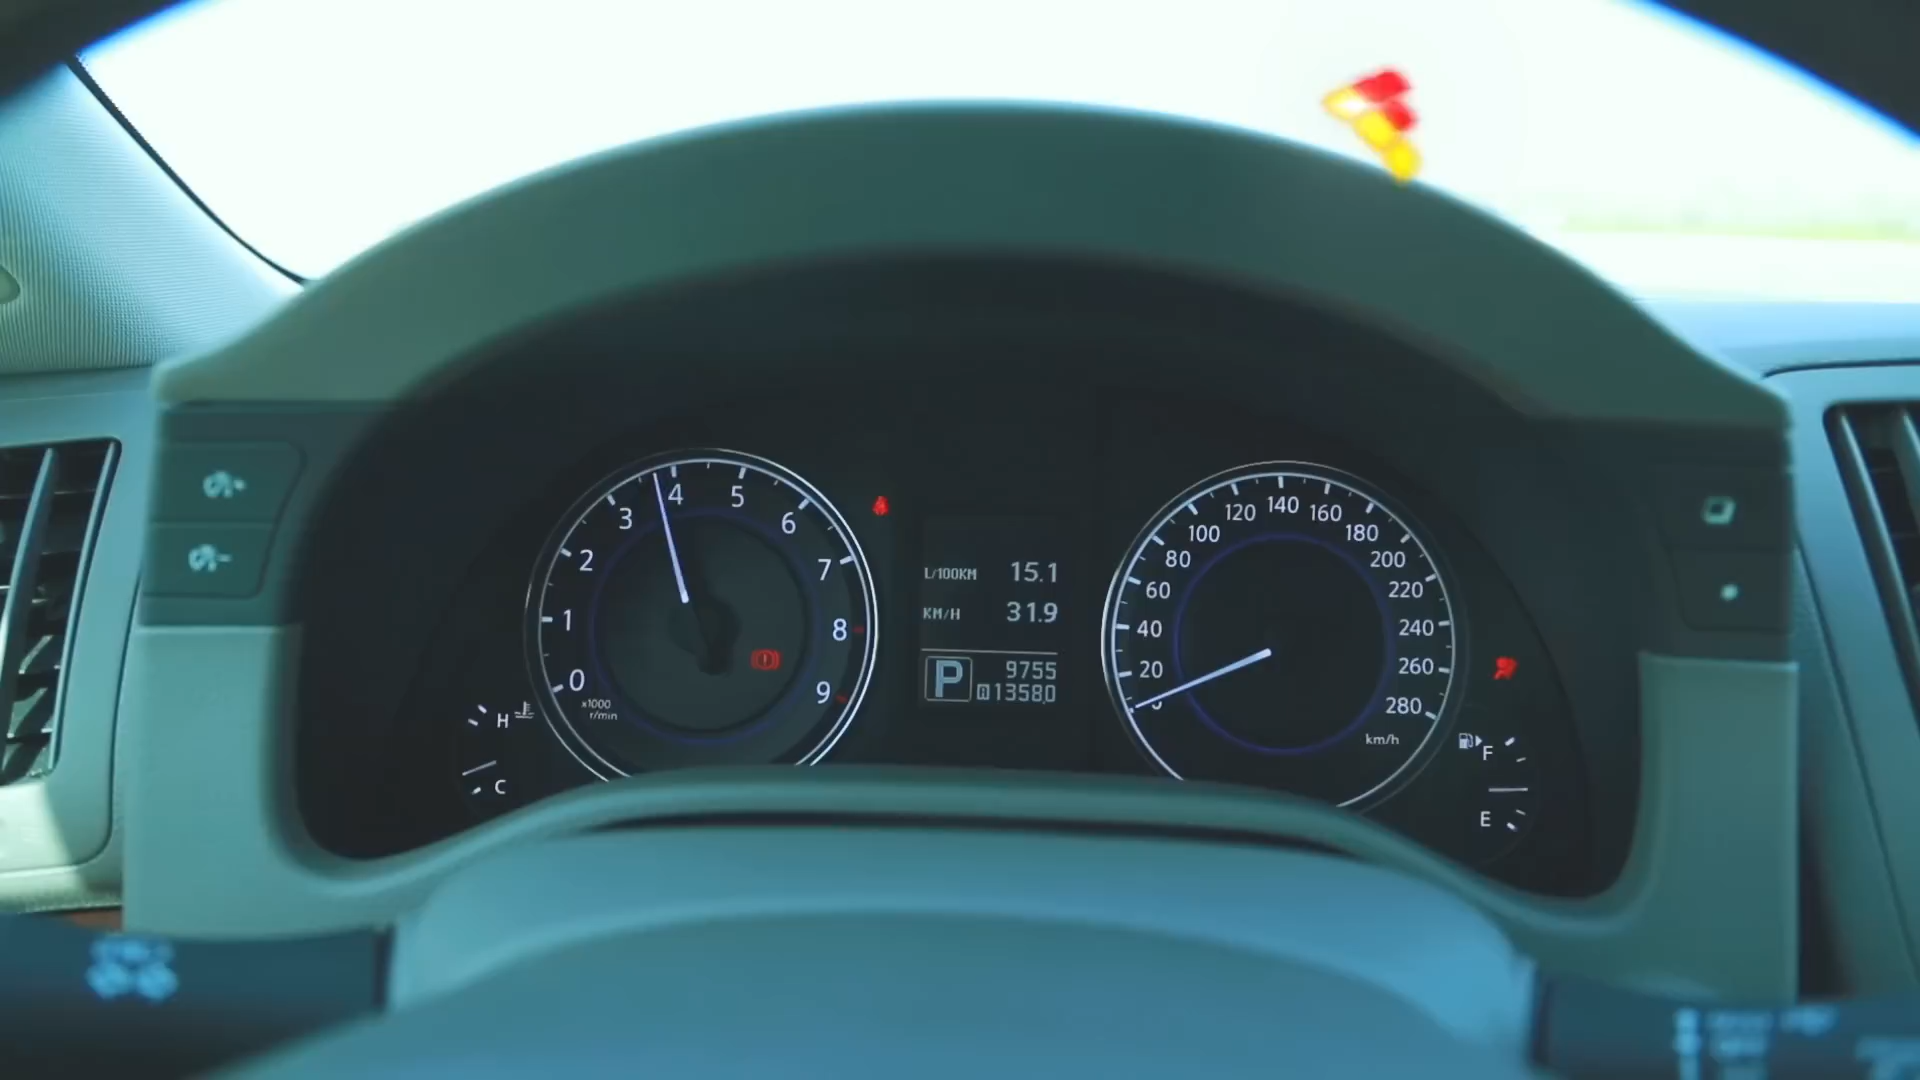 0 1 2 3 4 5 6 7 8 9
x1000
r/min
H
C
L/100KM 15.1
KM/H 31.9
P 9755
A 13580
20 40 60 80 100 120 140 160 180 200 220 240 260 280
km/h
F
E